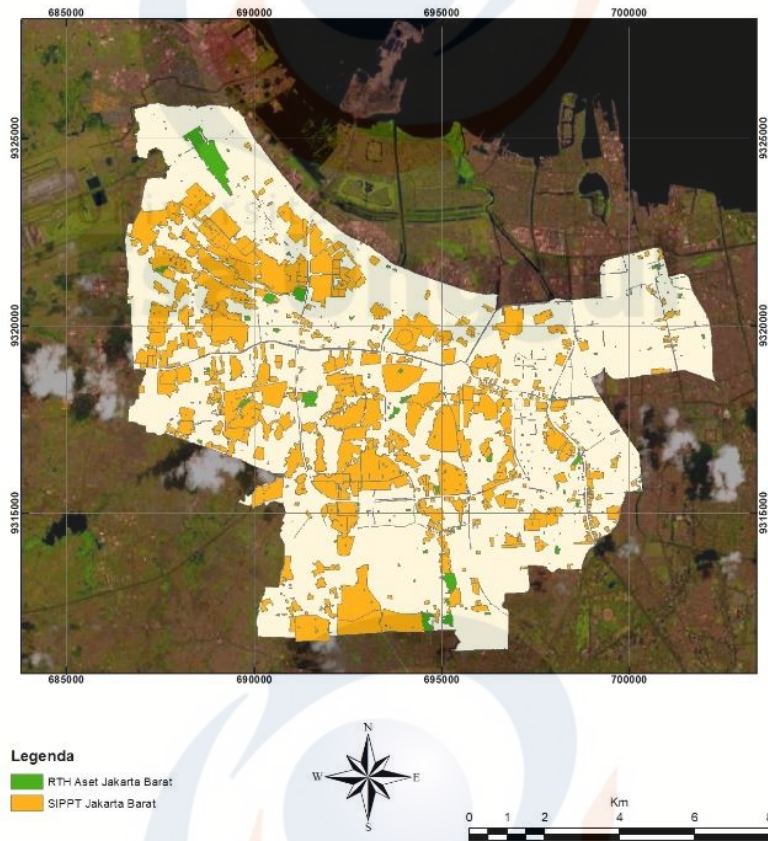 685000 690000 695000 700000
9325000 9325000
9320000 9320000
9315000 9315000
685000 690000 695000 700000
N
Legenda
RTH Aset Jakarta Barat
W E
SIPPT Jakarta Barat
S
Km
0 1 2 4 6 8